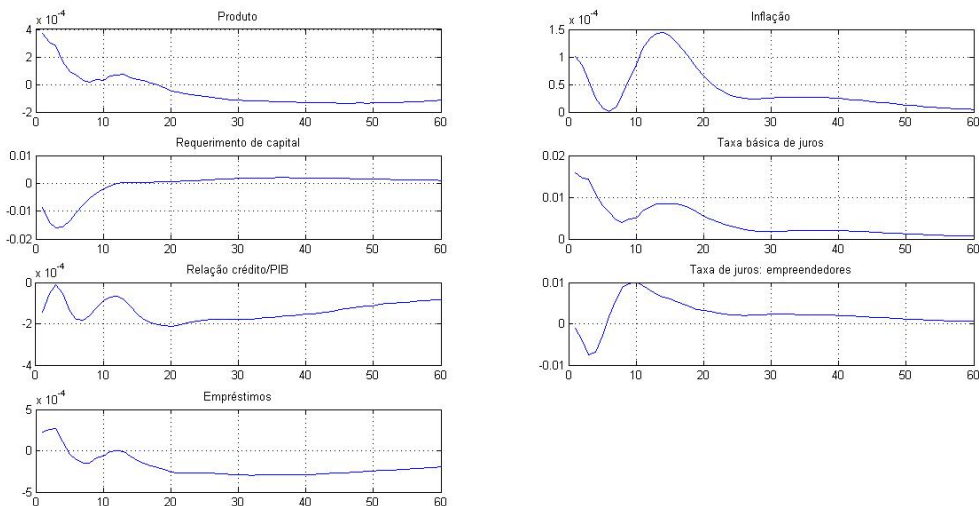 Produto
x 10^-4
4
2
0
-2
0 10 20 30 40 50 60
Inflação
x 10^-4
1.5
1
0.5
0
0 10 20 30 40 50 60
Requerimento de capital
0.01
0
-0.01
-0.02
0 10 20 30 40 50 60
Taxa básica de juros
0.02
0.01
0
0 10 20 30 40 50 60
Relação crédito/PIB
x 10^-4
0
-2
-4
0 10 20 30 40 50 60
Taxa de juros: empreendedores
0.01
0
-0.01
0 10 20 30 40 50 60
Empréstimos
x 10^-4
5
0
-5
0 10 20 30 40 50 60